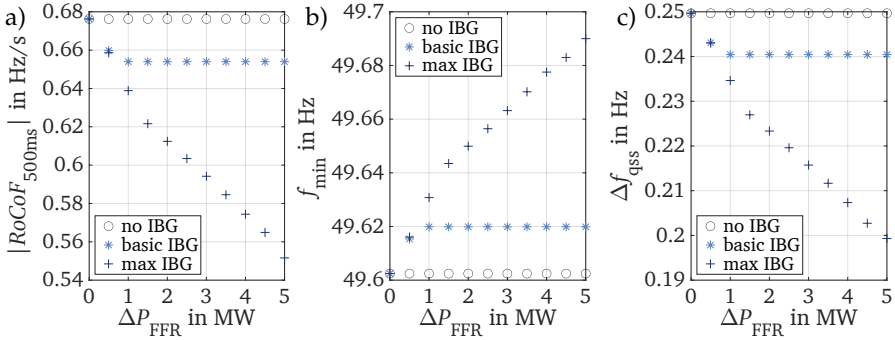 a)
0.68
0.66
0.64
0.62
0.6
0.58
0.56
0.54
|RoCoF500ms| in Hz/s
no IBG
basic IBG
max IBG
0 1 2 3 4 5
ΔPFFR in MW
b)
49.7
49.68
49.66
49.64
49.62
49.6
fmin in Hz
no IBG
basic IBG
max IBG
0 1 2 3 4 5
ΔPFFR in MW
c)
0.25
0.24
0.23
0.22
0.21
0.2
0.19
Δfqss in Hz
no IBG
basic IBG
max IBG
0 1 2 3 4 5
ΔPFFR in MW